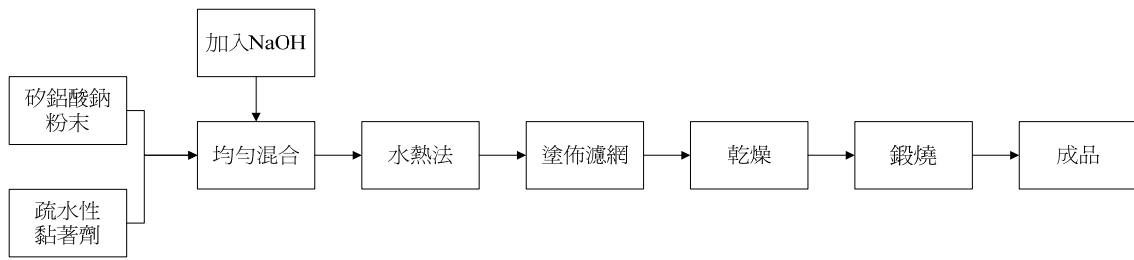 加入NaOH
矽鋁酸鈉
粉末
均勻混合
水熱法
塗佈濾網
乾燥
鍛燒
成品
疏水性
黏著劑